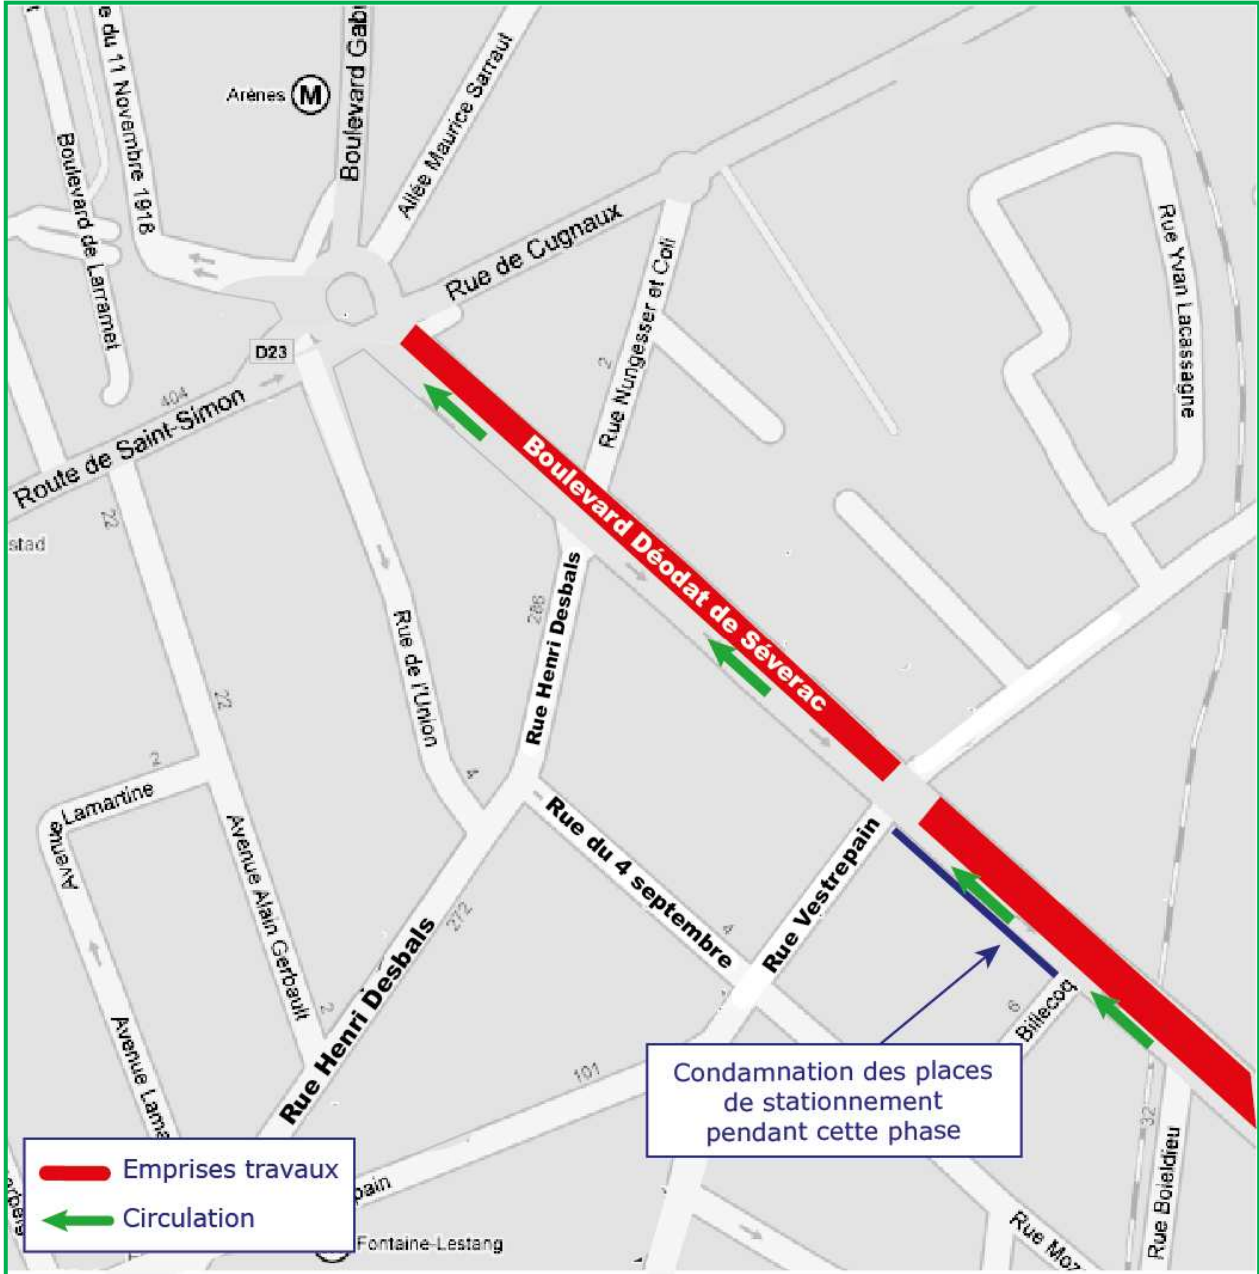 e du 11 Novembre 1918
Boulevard Gabi
Arènes M
Allée Maurice Sarraut
Boulevard de Larramet
Rue de Cugnaux
Rue Nungesser et Coli
2
Rue Yvan Lacassagne
D23
404
Route de Saint-Simon
22
stad
Boulevard Déodat de Séverac
286
Rue Henri Desbals
Rue de l'Union
22
2
4
Avenue Lamartine
Avenue Alain Gerbault
Rue du 4 septembre
4
Rue Vestrepain
272
Rue Henri Desbals
2
6
Billecoq
Avenue Lama
101
Condamnation des places
de stationnement
pendant cette phase
32
Rue Boieldieu
Emprises travaux
Circulation
pain
Fontaine-Lestang
Rue Moz